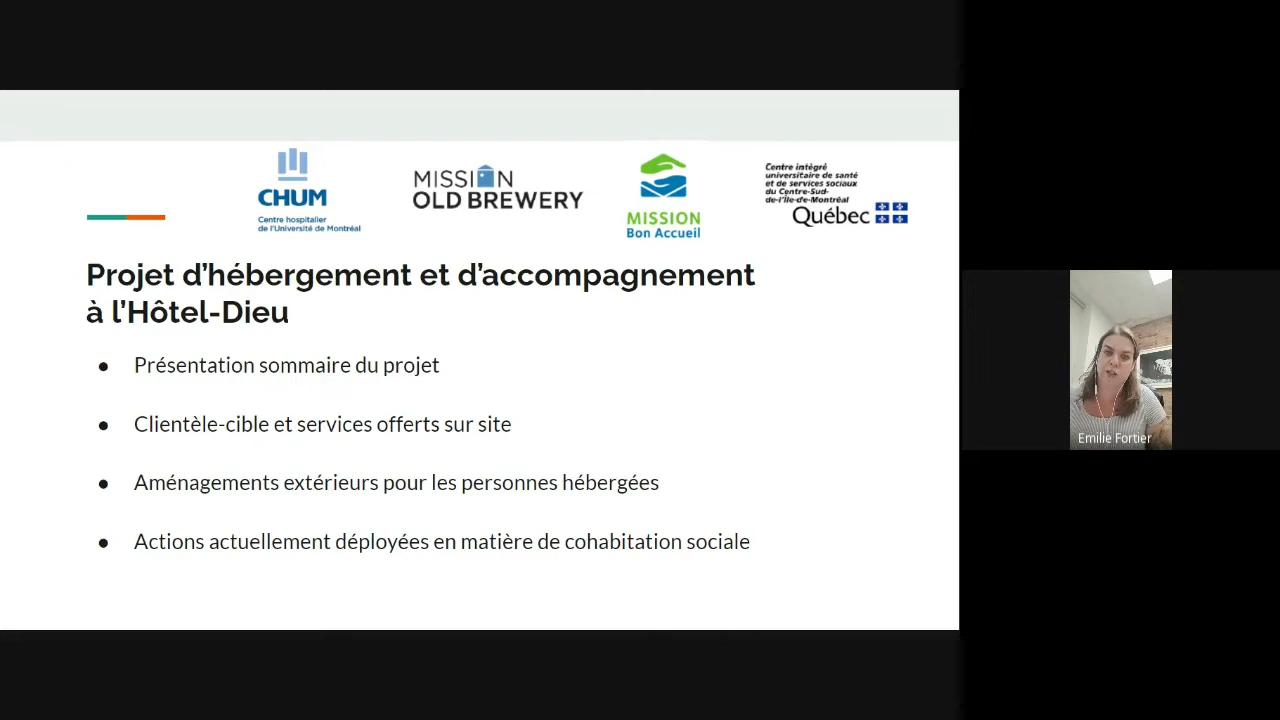 CHUM
Centre hospitalier
de l'Université de Montréal
MISSION
OLD BREWERY
MISSION
Bon Accueil
Centre intégré
universitaire de santé
et de services sociaux
du Centre-Sud-
de-l'Île-de-Montréal
Québec
Projet d'hébergement et d'accompagnement
à l'Hôtel-Dieu
● Présentation sommaire du projet
● Clientèle-cible et services offerts sur site
● Aménagements extérieurs pour les personnes hébergées
● Actions actuellement déployées en matière de cohabitation sociale
Emilie Fortier